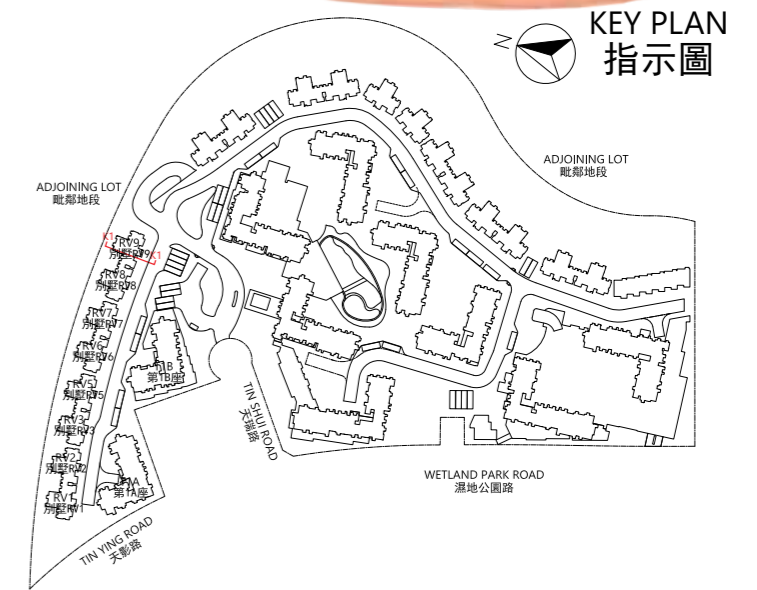 KEY PLAN
指示圖
N
ADJOINING LOT
毗鄰地段
ADJOINING LOT
毗鄰地段
K1
K1
RV9
別墅RV9
RV8
別墅RV8
RV7
別墅RV7
RV6
別墅RV6
RV5
別墅RV5
RV3
別墅RV3
RV2
別墅RV2
RV1
別墅RV1
T1B
第1B座
T1A
第1A座
TIN SHUI ROAD
天瑞路
WETLAND PARK ROAD
濕地公園路
TIN YING ROAD
天影路